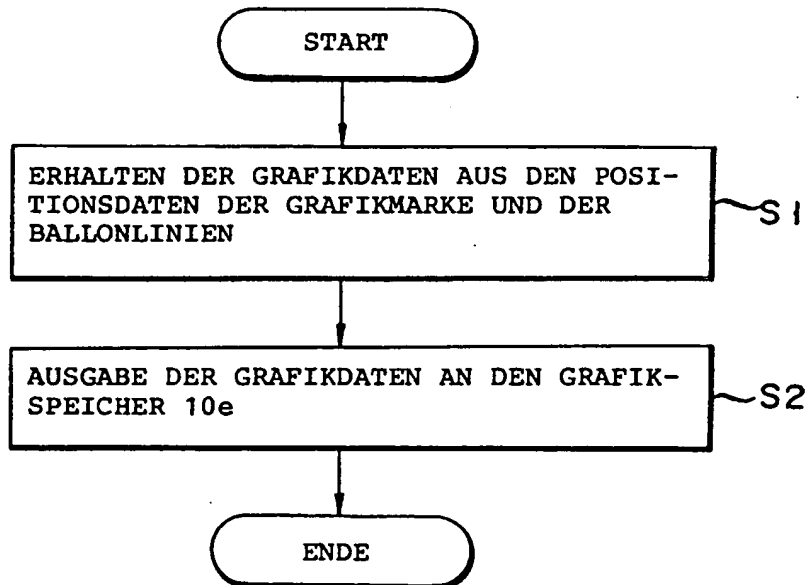 START
ERHALTEN DER GRAFIKDATEN AUS DEN POSI-
TIONSDATEN DER GRAFIKMARKE UND DER
BALLONLINIEN
S1
AUSGABE DER GRAFIKDATEN AN DEN GRAFIK-
SPEICHER 10e
S2
ENDE